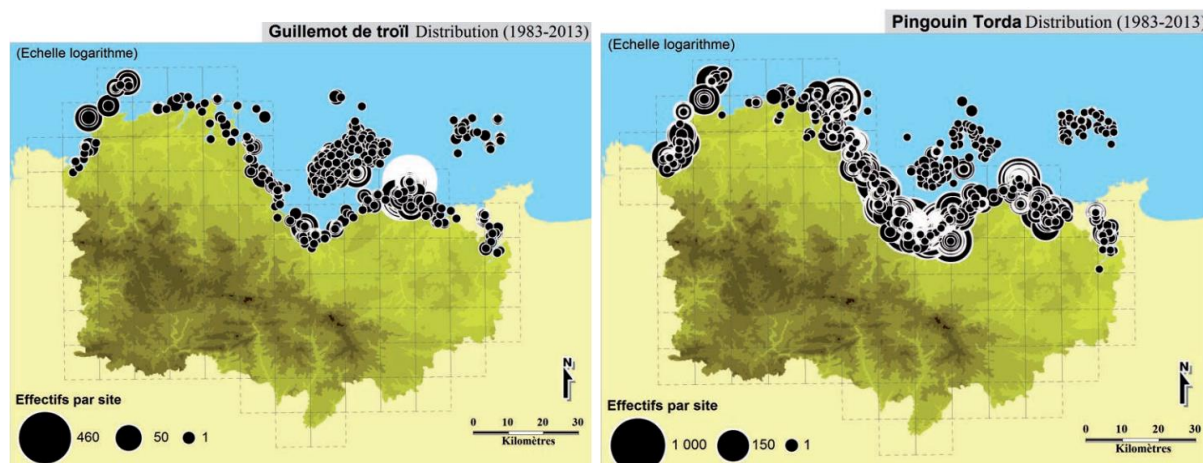 Guillemot de troïl Distribution (1983-2013)
(Echelle logarithme)
N
Effectifs par site
460 50 1
0 10 20 30
Kilomètres
Pingouin Torda Distribution (1983-2013)
(Echelle logarithme)
N
Effectifs par site
1 000 150 1
0 10 20 30
Kilomètres